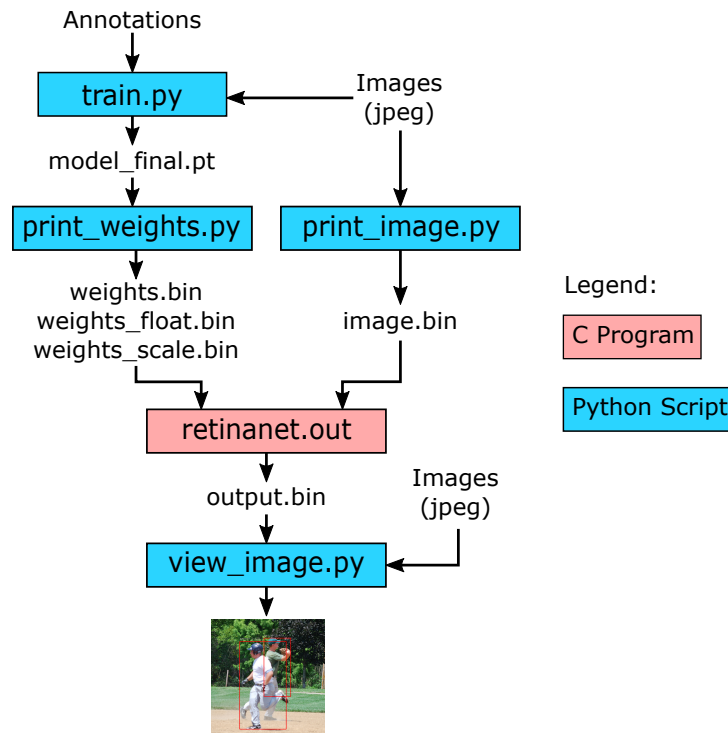 Annotations
train.py
Images
(jpeg)
model_final.pt
print_weights.py
print_image.py
weights.bin
weights_float.bin
weights_scale.bin
image.bin
Legend:
C Program
Python Script
retinanet.out
output.bin
Images
(jpeg)
view_image.py